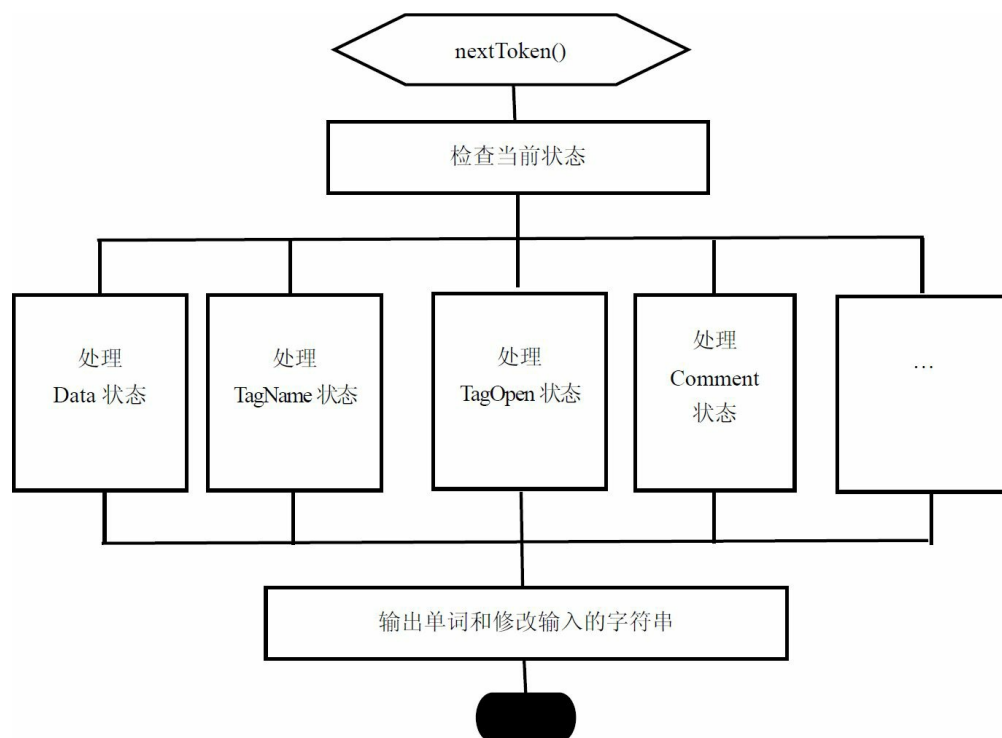 nextToken()
检查当前状态
处理
Data 状态
处理
TagName 状态
处理
TagOpen 状态
处理
Comment
状态
…
输出单词和修改输入的字符串